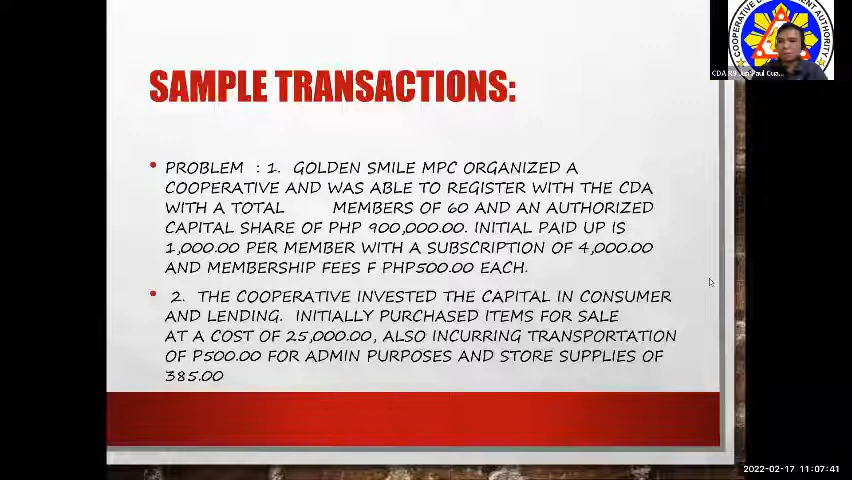 COOPERATIVE DEVELOPMENT AUTHORITY
SAMPLE TRANSACTIONS:
• PROBLEM : 1. GOLDEN SMILE MPC ORGANIZED A
COOPERATIVE AND WAS ABLE TO REGISTER WITH THE CDA
WITH A TOTAL MEMBERS OF 60 AND AN AUTHORIZED
CAPITAL SHARE OF PHP 900,000.00. INITIAL PAID UP IS
1,000.00 PER MEMBER WITH A SUBSCRIPTION OF 4,000.00
AND MEMBERSHIP FEES F PHP500.00 EACH.
• 2. THE COOPERATIVE INVESTED THE CAPITAL IN CONSUMER
AND LENDING. INITIALLY PURCHASED ITEMS FOR SALE
AT A COST OF 25,000.00, ALSO INCURRING TRANSPORTATION
OF P500.00 FOR ADMIN PURPOSES AND STORE SUPPLIES OF
385.00
2022-02-17 11:07:41